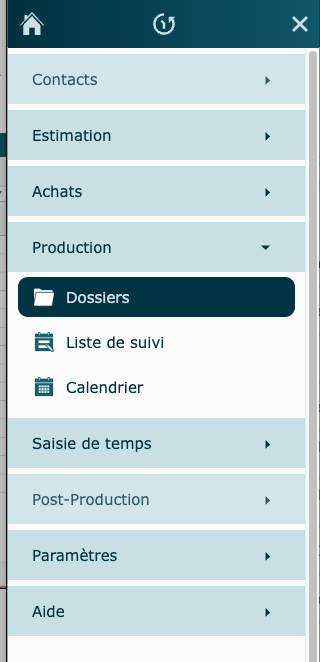 Contacts
Estimation
Achats
Production
Dossiers
Liste de suivi
Calendrier
Saisie de temps
Post-Production
Paramètres
Aide